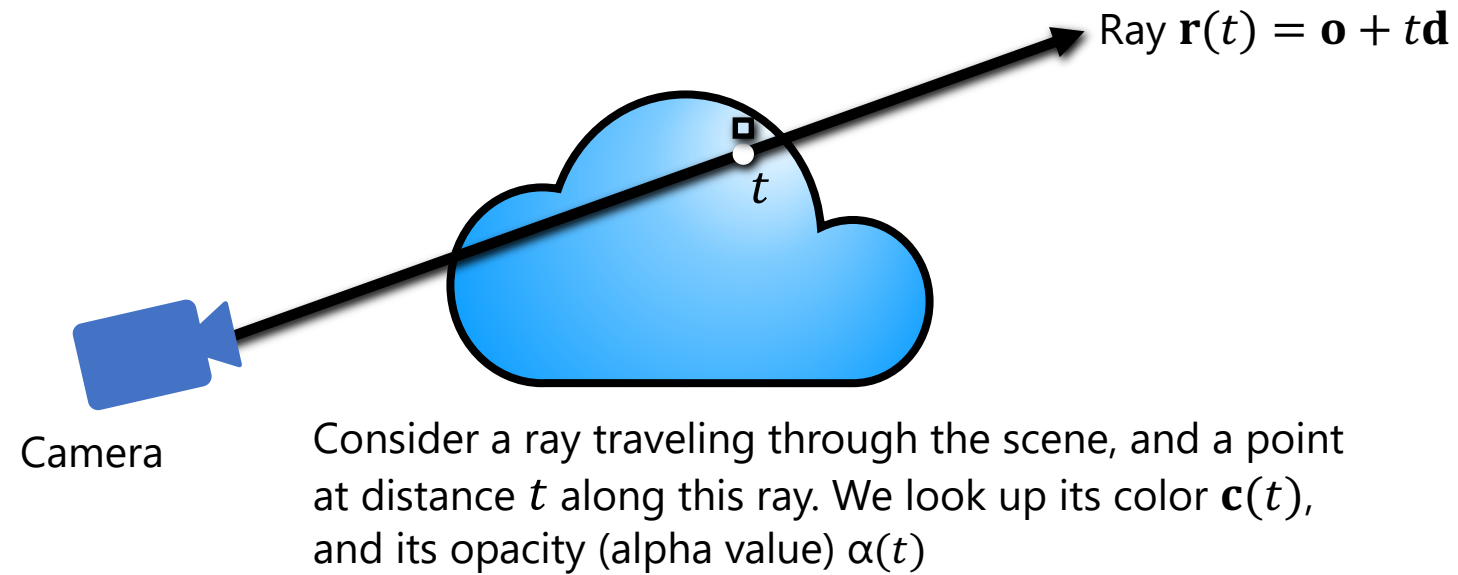 Ray r(t) = o + td
t
Camera
Consider a ray traveling through the scene, and a point
at distance t along this ray. We look up its color c(t),
and its opacity (alpha value) α(t)